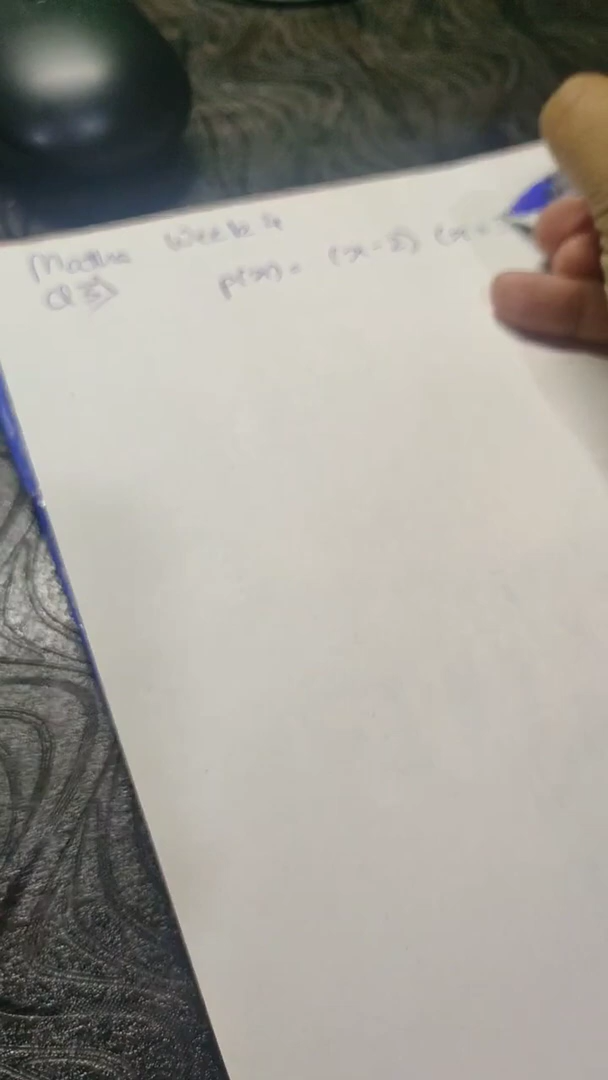 Maths Week 4
Q3) p(x) = (x-2) (x-